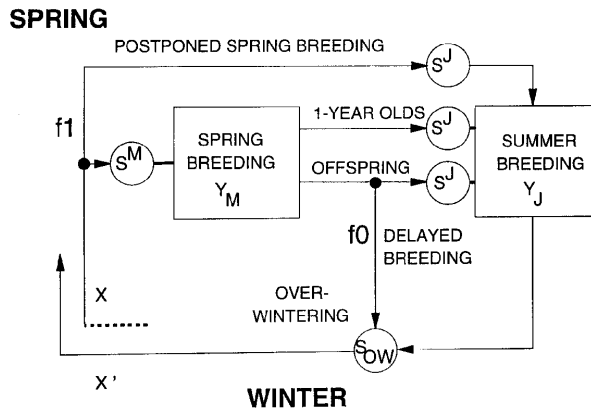 SPRING
POSTPONED SPRING BREEDING
S^J
f1
1-YEAR OLDS
S^J
S^M
SPRING
BREEDING
Y_M
SUMMER
BREEDING
Y_J
OFFSPRING
S^J
f0
DELAYED
BREEDING
X
OVER-
WINTERING
S_OW
X'
WINTER